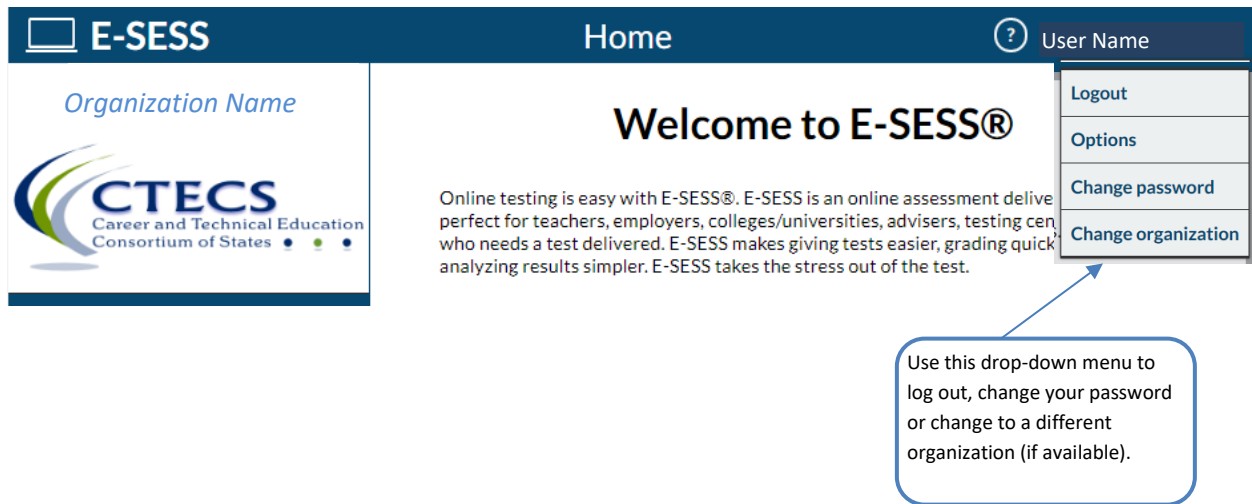 E-SESS
Home
?
User Name
Organization Name
CTECS
Career and Technical Education
Consortium of States
Logout
Options
Change password
Change organization
Welcome to E-SESS®
Online testing is easy with E-SESS®. E-SESS is an online assessment delive
perfect for teachers, employers, colleges/universities, advisers, testing cen
who needs a test delivered. E-SESS makes giving tests easier, grading quick
analyzing results simpler. E-SESS takes the stress out of the test.
Use this drop-down menu to
log out, change your password
or change to a different
organization (if available).